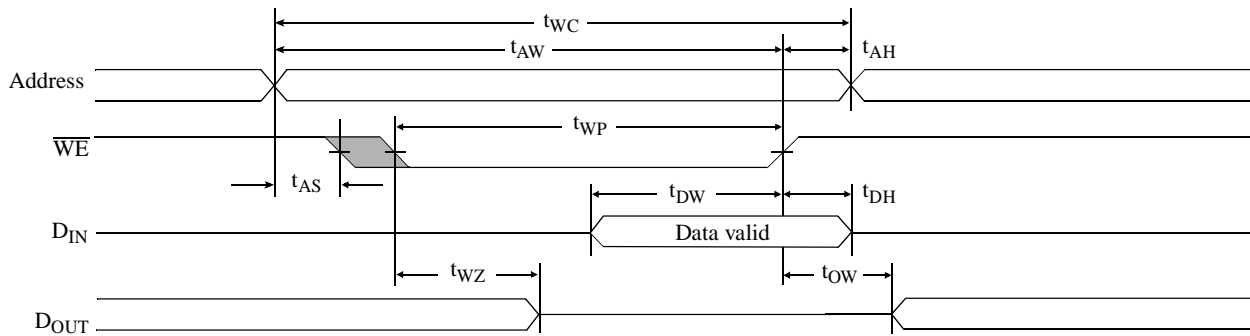 tWC
tAW
tAH
Address
tWP
WE
tAS
tDW
tDH
DIN
Data valid
tWZ
tOW
DOUT